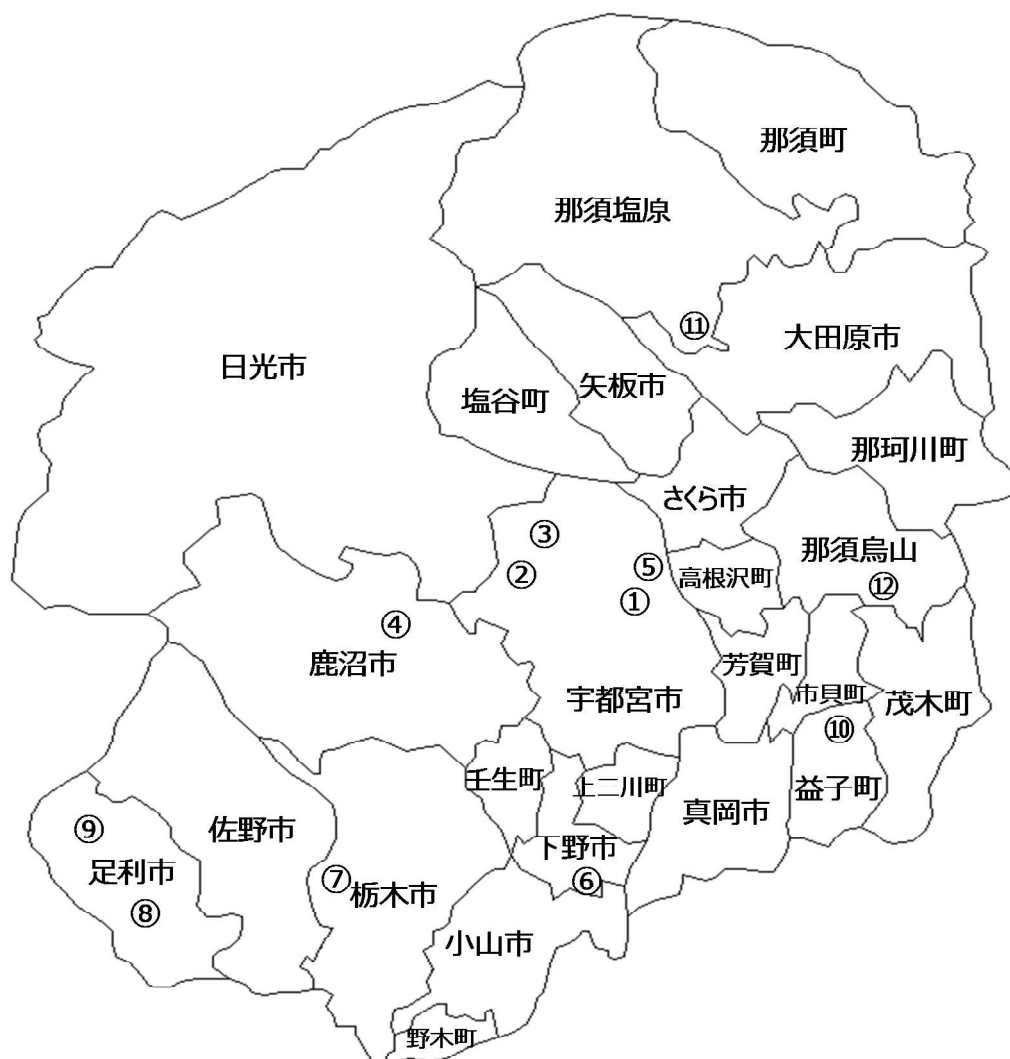 那須町
那須塩原
⑪
大田原市
日光市
塩谷町
矢板市
那珂川町
さくら市
③
②
⑤
①
高根沢町
那須烏山
⑫
④
鹿沼市
宇都宮市
芳賀町
市貝町
茂木町
⑩
壬生町
上三川町
真岡市
益子町
⑨
佐野市
足利市
⑧
⑦
栃木市
下野市
⑥
小山市
野木町